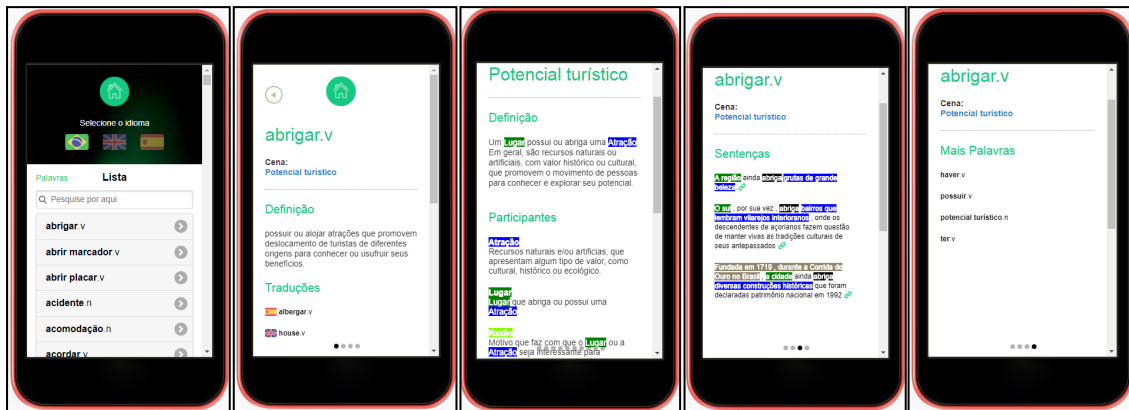 Selecione o idioma
Palavras Lista
Pesquise por aqui
abrigar.v
abrir marcador.v
abrir placar.v
acidente.n
acomodação.n
acordar.v
abrigar.v
Cena:
Potencial turístico
Definição
possuir ou alojar atrações que promovem
deslocamento de turistas de diferentes
origens para conhecer ou usufruir seus
benefícios.
Traduções
albergar.v
house.v
Potencial turístico
Definição
Um Lugar possui ou abriga uma Atração.
Em geral, são recursos naturais ou
artificiais, com valor histórico ou cultural,
que promovem o movimento de pessoas
para conhecer e explorar seu potencial.
Participantes
Atração
Recursos naturais e/ou artificias, que
apresentam algum tipo de valor, como
cultural, histórico ou ecológico.
Lugar
Lugar que abriga ou possui uma
Atração.
Razão
Motivo que faz com que o Lugar ou a
Atração seja interessante para
abrigar.v
Cena:
Potencial turístico
Sentenças
A região ainda abriga grutas de grande
beleza
O sul , por sua vez , abriga bairros que
lembram vilarejos interioranos , onde os
descendentes de açorianos fazem questão
de manter vivas as tradições culturais de
seus antepassados
Fundada em 1719 , durante a Corrida do
Ouro no Brasil , a cidade ainda abriga
diversas construções históricas que foram
declaradas patrimônio nacional em 1992
abrigar.v
Cena:
Potencial turístico
Mais Palavras
haver.v
possuir.v
potencial turístico.n
ter.v